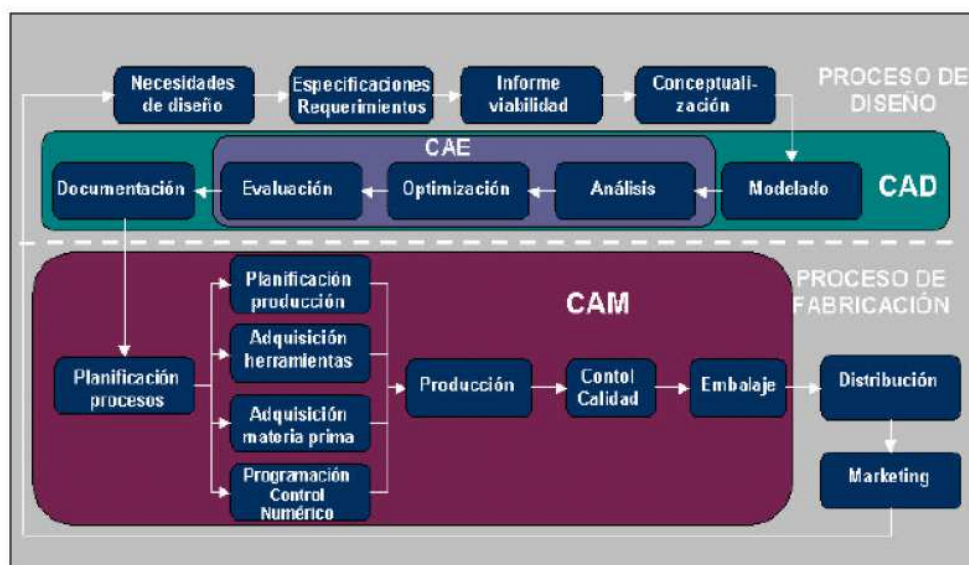 Necesidades
de diseño
Especificaciones
Requerimientos
Informe
viabilidad
Conceptuali-
zación
PROCESO DE
DISEÑO
CAE
Documentación
Evaluación
Optimización
Análisis
Modelado
CAD
PROCESO DE
FABRICACIÓN
CAM
Planificación
procesos
Planificación
producción
Adquisición
herramientas
Adquisición
materia prima
Programación
Control
Numérico
Producción
Contol
Calidad
Embalaje
Distribución
Marketing